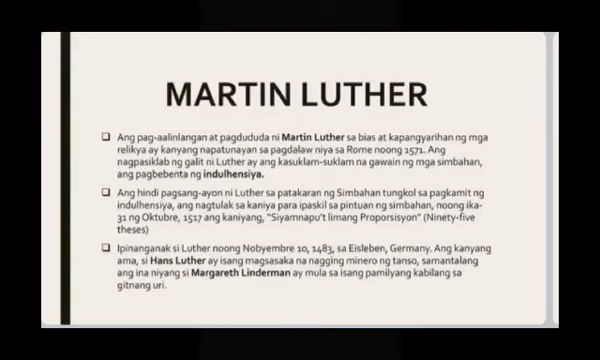 MARTIN LUTHER
Ang pag-aalinlangan at pagdududa ni Martin Luther sa bias at kapangyarihan ng mga
relikya ay kanyang napatunayan sa pagdalaw niya sa Rome noong 1571. Ang
nagpasiklab ng galit ni Luther ay ang kasuklam-suklam na gawain ng mga simbahan,
ang pagbebenta ng indulhensiya.
Ang hindi pagsang-ayon ni Luther sa patakaran ng Simbahan tungkol sa pagkamit ng
indulhensiya, ang nagtulak sa kaniya para ipaskil sa pintuan ng simbahan, noong ika-
31 ng Oktubre, 1517 ang kaniyang, "Siyamnapu't limang Proporsisyon" (Ninety-five
theses)
Ipinanganak si Luther noong Nobyembre 10, 1483, sa Eisleben, Germany. Ang kanyang
ama, si Hans Luther ay isang magsasaka na nagging minero ng tanso, samantalang
ang ina niyang si Margareth Linderman ay mula sa isang pamilyang kabilang sa
gitnang uri.